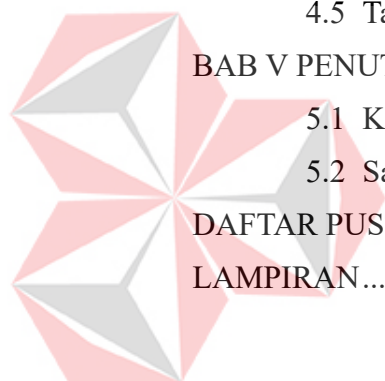 4.5 Ta
BAB V PENUT
5.1 K
5.2 Sa
DAFTAR PUS
LAMPIRAN...